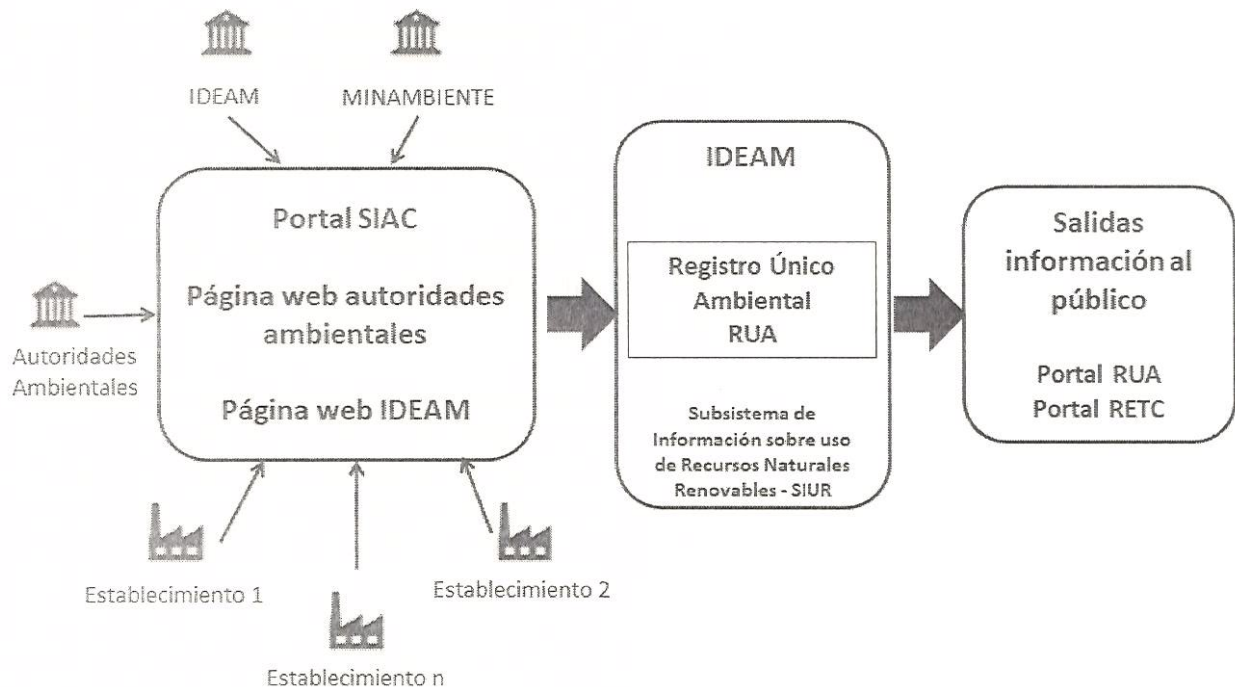 IDEAM
MINAMBIENTE
Autoridades
Ambientales
Portal SIAC
Página web autoridades
ambientales
Página web IDEAM
Establecimiento 1
Establecimiento n
Establecimiento 2
IDEAM
Registro Único
Ambiental
RUA
Subsistema de
Información sobre uso
de Recursos Naturales
Renovables - SIUR
Salidas
información al
público
Portal RUA
Portal RETC